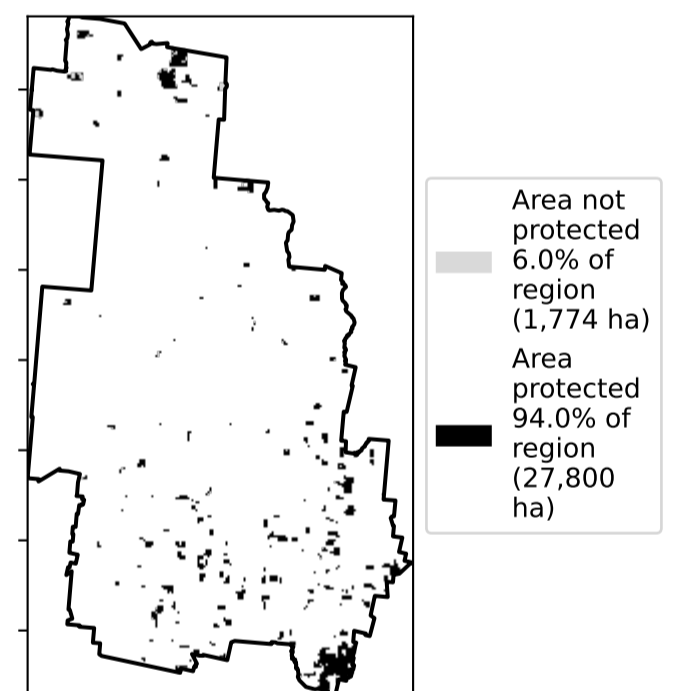 Area not
protected
6.0% of
region
(1,774 ha)
Area
protected
94.0% of
region
(27,800
ha)